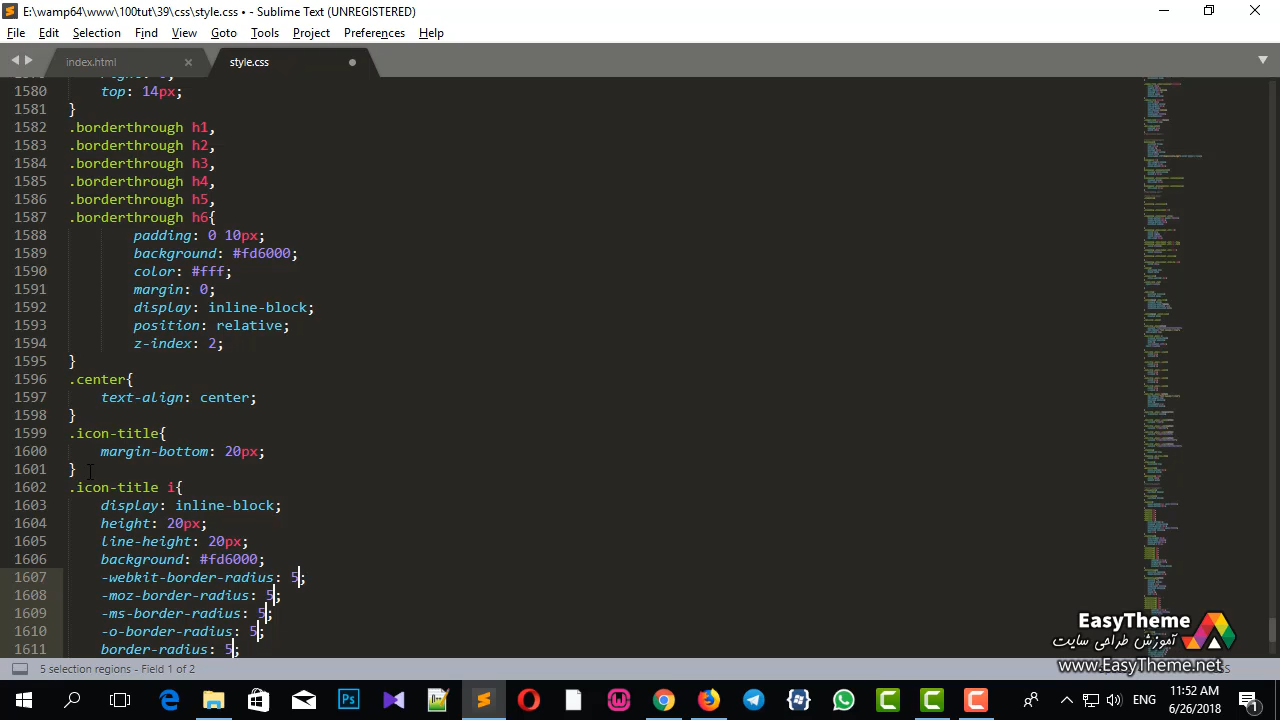 E:\wamp64\www\100tut\39\css\style.css • - Sublime Text (UNREGISTERED)
File Edit Selection Find View Goto Tools Project Preferences Help
index.html style.css
1580 top: 14px;
1581 }
1582 .borderthrough h1,
1583 .borderthrough h2,
1584 .borderthrough h3,
1585 .borderthrough h4,
1586 .borderthrough h5,
1587 .borderthrough h6{
1588 padding: 0 10px;
1589 background: #fd6000;
1590 color: #fff;
1591 margin: 0;
1592 display: inline-block;
1593 position: relative;
1594 z-index: 2;
1595 }
1596 .center{
1597 text-align: center;
1598 }
1599 .icon-title{
1600 margin-bottom: 20px;
1601 }
1602 .icon-title i{
1603 display: inline-block;
1604 height: 20px;
1605 line-height: 20px;
1606 background: #fd6000;
1607 -webkit-border-radius: 5;
1608 -moz-border-radius: 5;
1609 -ms-border-radius: 5;
1610 -o-border-radius: 5;
1611 border-radius: 5;
EasyTheme
آموزش طراحی سایت
www.EasyTheme.net
5 selection regions - Field 1 of 2
ENG
11:52 AM
6/26/2018